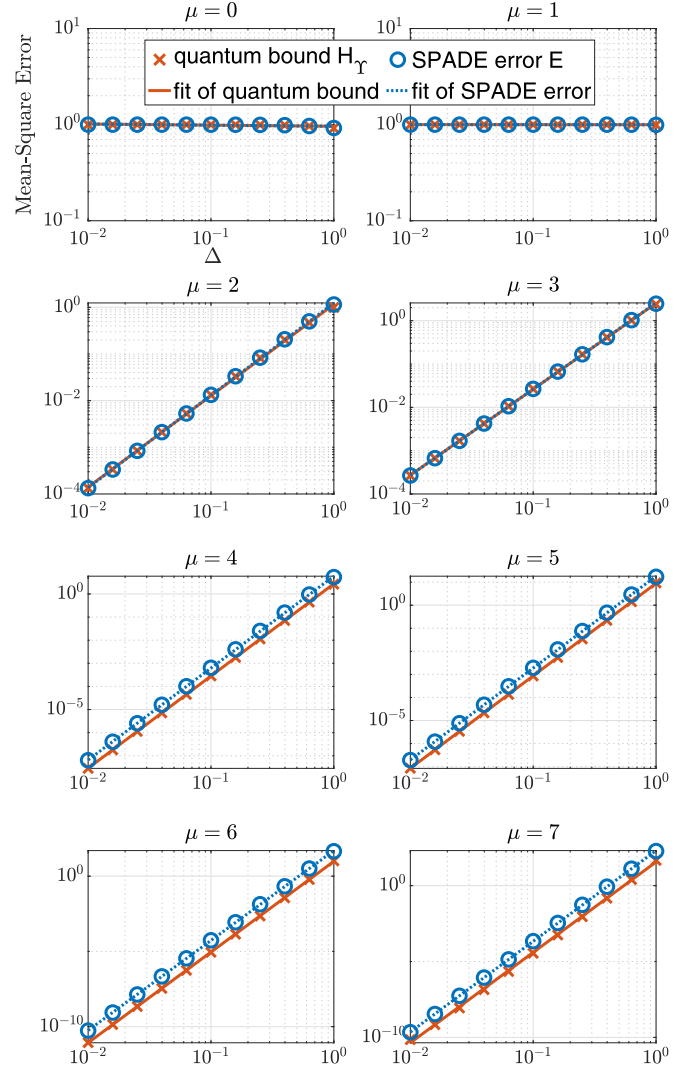 μ = 0 μ = 1
Mean-Square Error
10^1 10^1
× quantum bound H_Υ ○ SPADE error E
fit of quantum bound fit of SPADE error
10^0 10^0
10^-1 10^-1
10^-2 10^-1 10^0 10^-2 10^-1 10^0
Δ
μ = 2 μ = 3
10^0 10^0
10^-2 10^-2
10^-4 10^-4
10^-2 10^-1 10^0 10^-2 10^-1 10^0
μ = 4 μ = 5
10^0 10^0
10^-5 10^-5
10^-2 10^-1 10^0 10^-2 10^-1 10^0
μ = 6 μ = 7
10^0 10^0
10^-10 10^-10
10^-2 10^-1 10^0 10^-2 10^-1 10^0